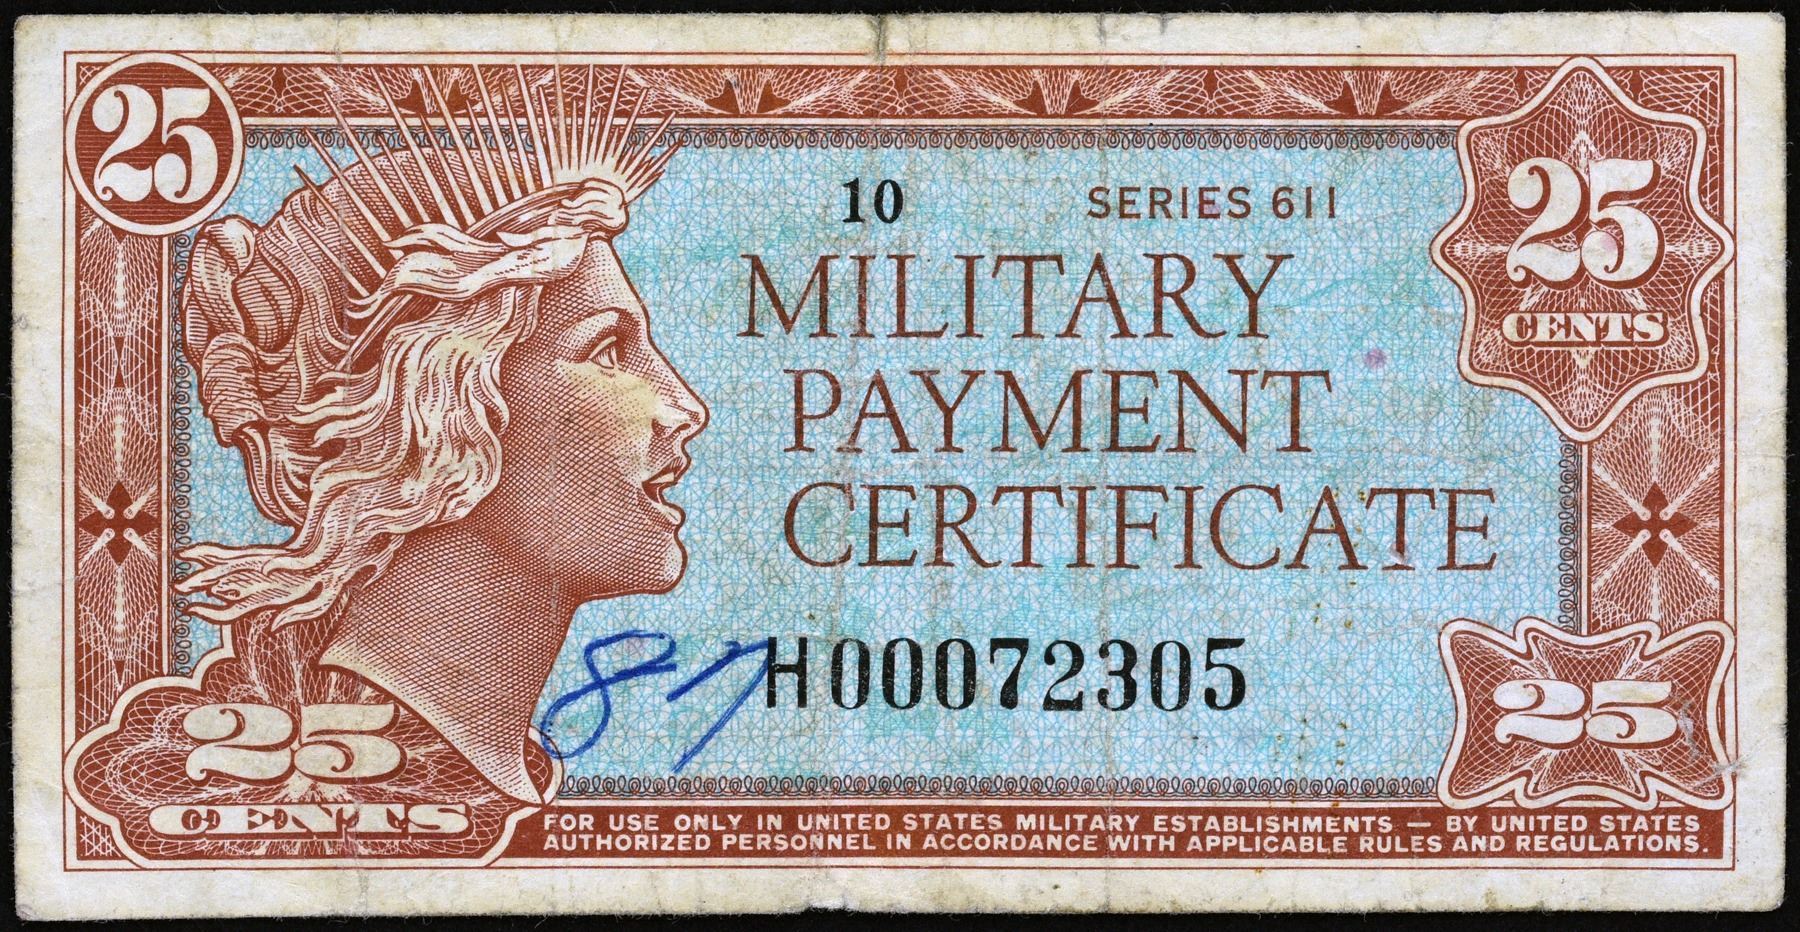 25
10 SERIES 611
25
CENTS
MILITARY
PAYMENT
CERTIFICATE
87 H00072305
25
CENTS
25
FOR USE ONLY IN UNITED STATES MILITARY ESTABLISHMENTS — BY UNITED STATES
AUTHORIZED PERSONNEL IN ACCORDANCE WITH APPLICABLE RULES AND REGULATIONS.